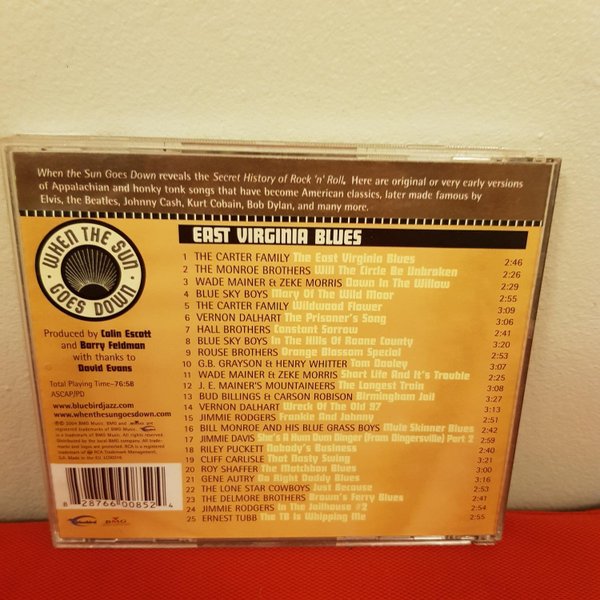 When the Sun Goes Down reveals the Secret History of Rock 'n' Roll. Here are original or very early versions
of Appalachian and honky tonk songs that have become American classics, later made famous by
Elvis, the Beatles, Johnny Cash, Kurt Cobain, Bob Dylan, and many more.
WHEN THE SUN
GOES DOWN
Produced by Colin Escott
and Barry Feldman
with thanks to
David Evans
Total Playing Time-76:58
ASCAP/PD
www.bluebirdjazz.com
www.whenthesungoesdown.com
8 28766 00852 4
BMG
EAST VIRGINIA BLUES
1 THE CARTER FAMILY The East Virginia Blues 2:46
2 THE MONROE BROTHERS Will The Circle Be Unbroken 2:26
3 WADE MAINER & ZEKE MORRIS Down In The Willow 2:29
4 BLUE SKY BOYS Mary Of The Wild Moor 2:55
5 THE CARTER FAMILY Wildwood Flower 3:09
6 VERNON DALHART The Prisoner's Song 3:06
7 HALL BROTHERS Constant Sorrow 2:41
8 BLUE SKY BOYS In The Hills Of Roane County 3:20
9 ROUSE BROTHERS Orange Blossom Special 2:53
10 G.B. GRAYSON & HENRY WHITTER Tom Dooley 3:07
11 WADE MAINER & ZEKE MORRIS Short Life And It's Trouble 2:25
12 J. E. MAINER'S MOUNTAINEERS The Longest Train 3:08
13 BUD BILLINGS & CARSON ROBISON Birmingham Jail 3:27
14 VERNON DALHART Wreck Of The Old 97 3:13
15 JIMMIE RODGERS Frankie And Johnny 2:51
16 BILL MONROE AND HIS BLUE GRASS BOYS Mule Skinner Blues 2:42
17 JIMMIE DAVIS She's A Hum Dum Dinger (From Dingersville) Part 2 2:59
18 RILEY PUCKETT Nobody's Business
19 CLIFF CARLISLE That Nasty Swing
20 ROY SHAFFER The Matchbox Blues
21 GENE AUTRY Do Right Daddy Blues 3:16
22 THE LONE STAR COWBOYS Just Because 2:53
23 THE DELMORE BROTHERS Brown's Ferry Blues 2:41
24 JIMMIE RODGERS In The Jailhouse #2 2:54
25 ERNEST TUBB The TB Is Whipping Me 2:55